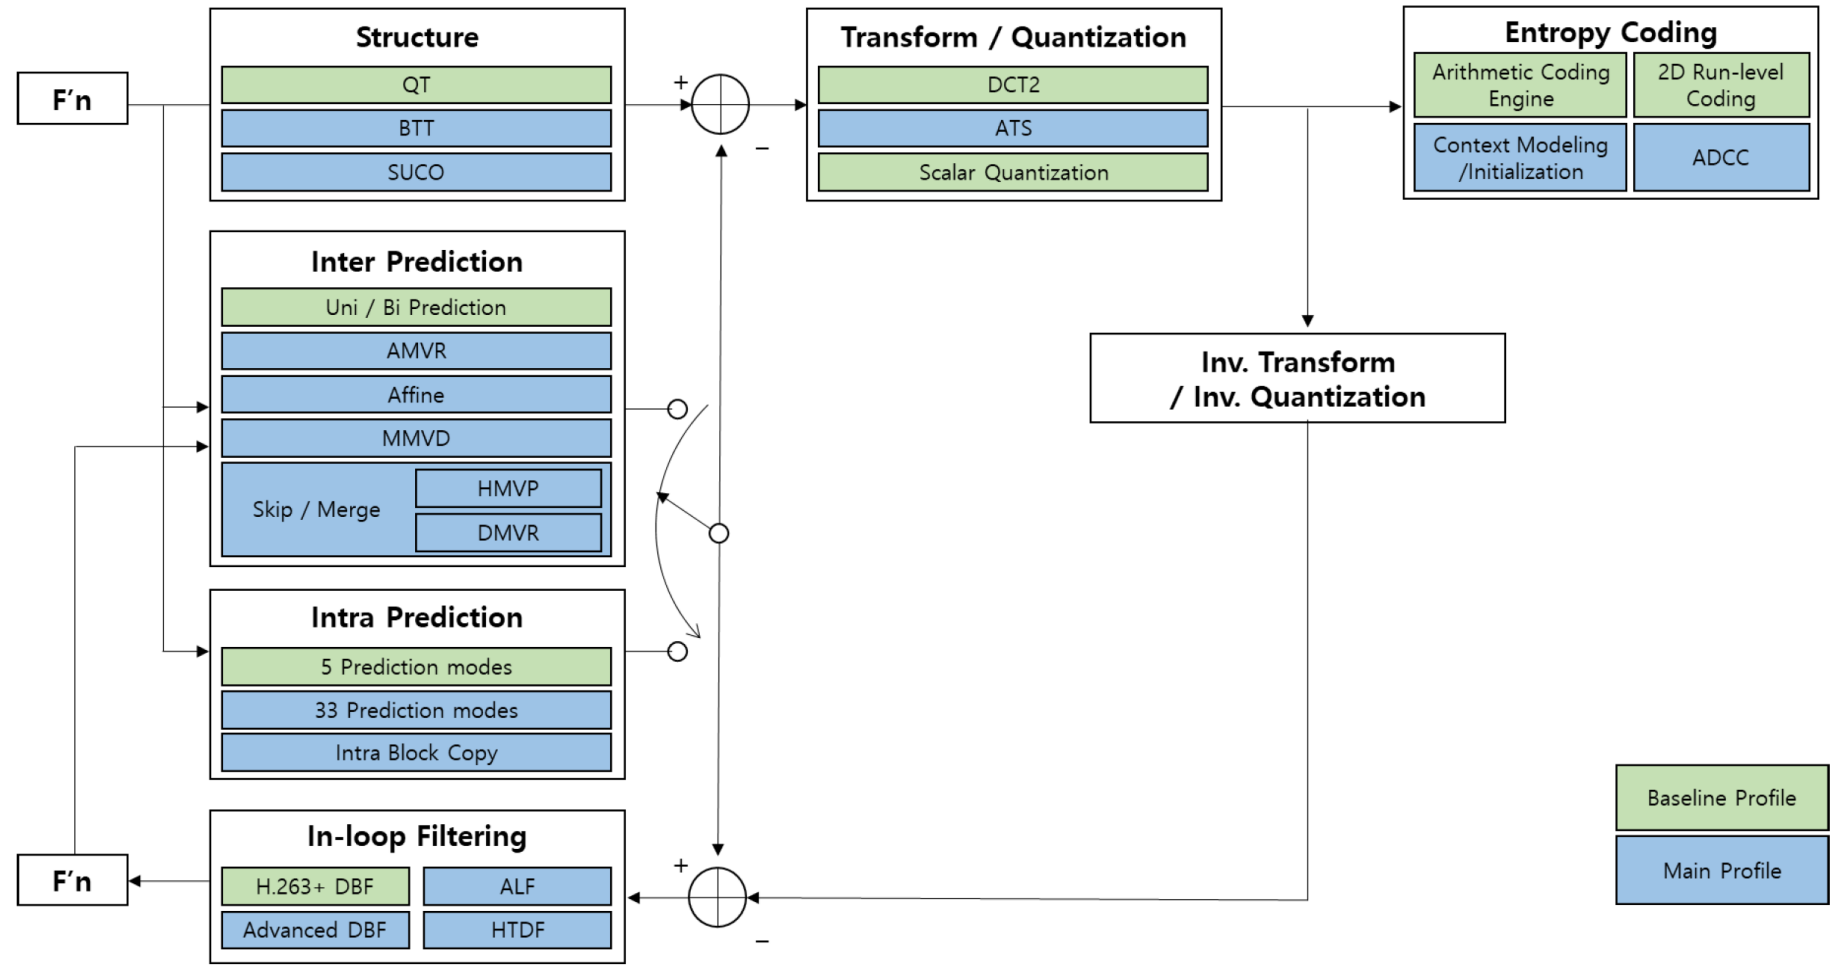 Structure
QT
BTT
SUCO
F'n
+
−
Transform / Quantization
DCT2
ATS
Scalar Quantization
Entropy Coding
Arithmetic Coding
Engine
2D Run-level
Coding
Context Modeling
/Initialization
ADCC
Inter Prediction
Uni / Bi Prediction
AMVR
Affine
MMVD
Skip / Merge
HMVP
DMVR
Inv. Transform
/ Inv. Quantization
Intra Prediction
5 Prediction modes
33 Prediction modes
Intra Block Copy
In-loop Filtering
H.263+ DBF
ALF
Advanced DBF
HTDF
F'n
+
−
Baseline Profile
Main Profile